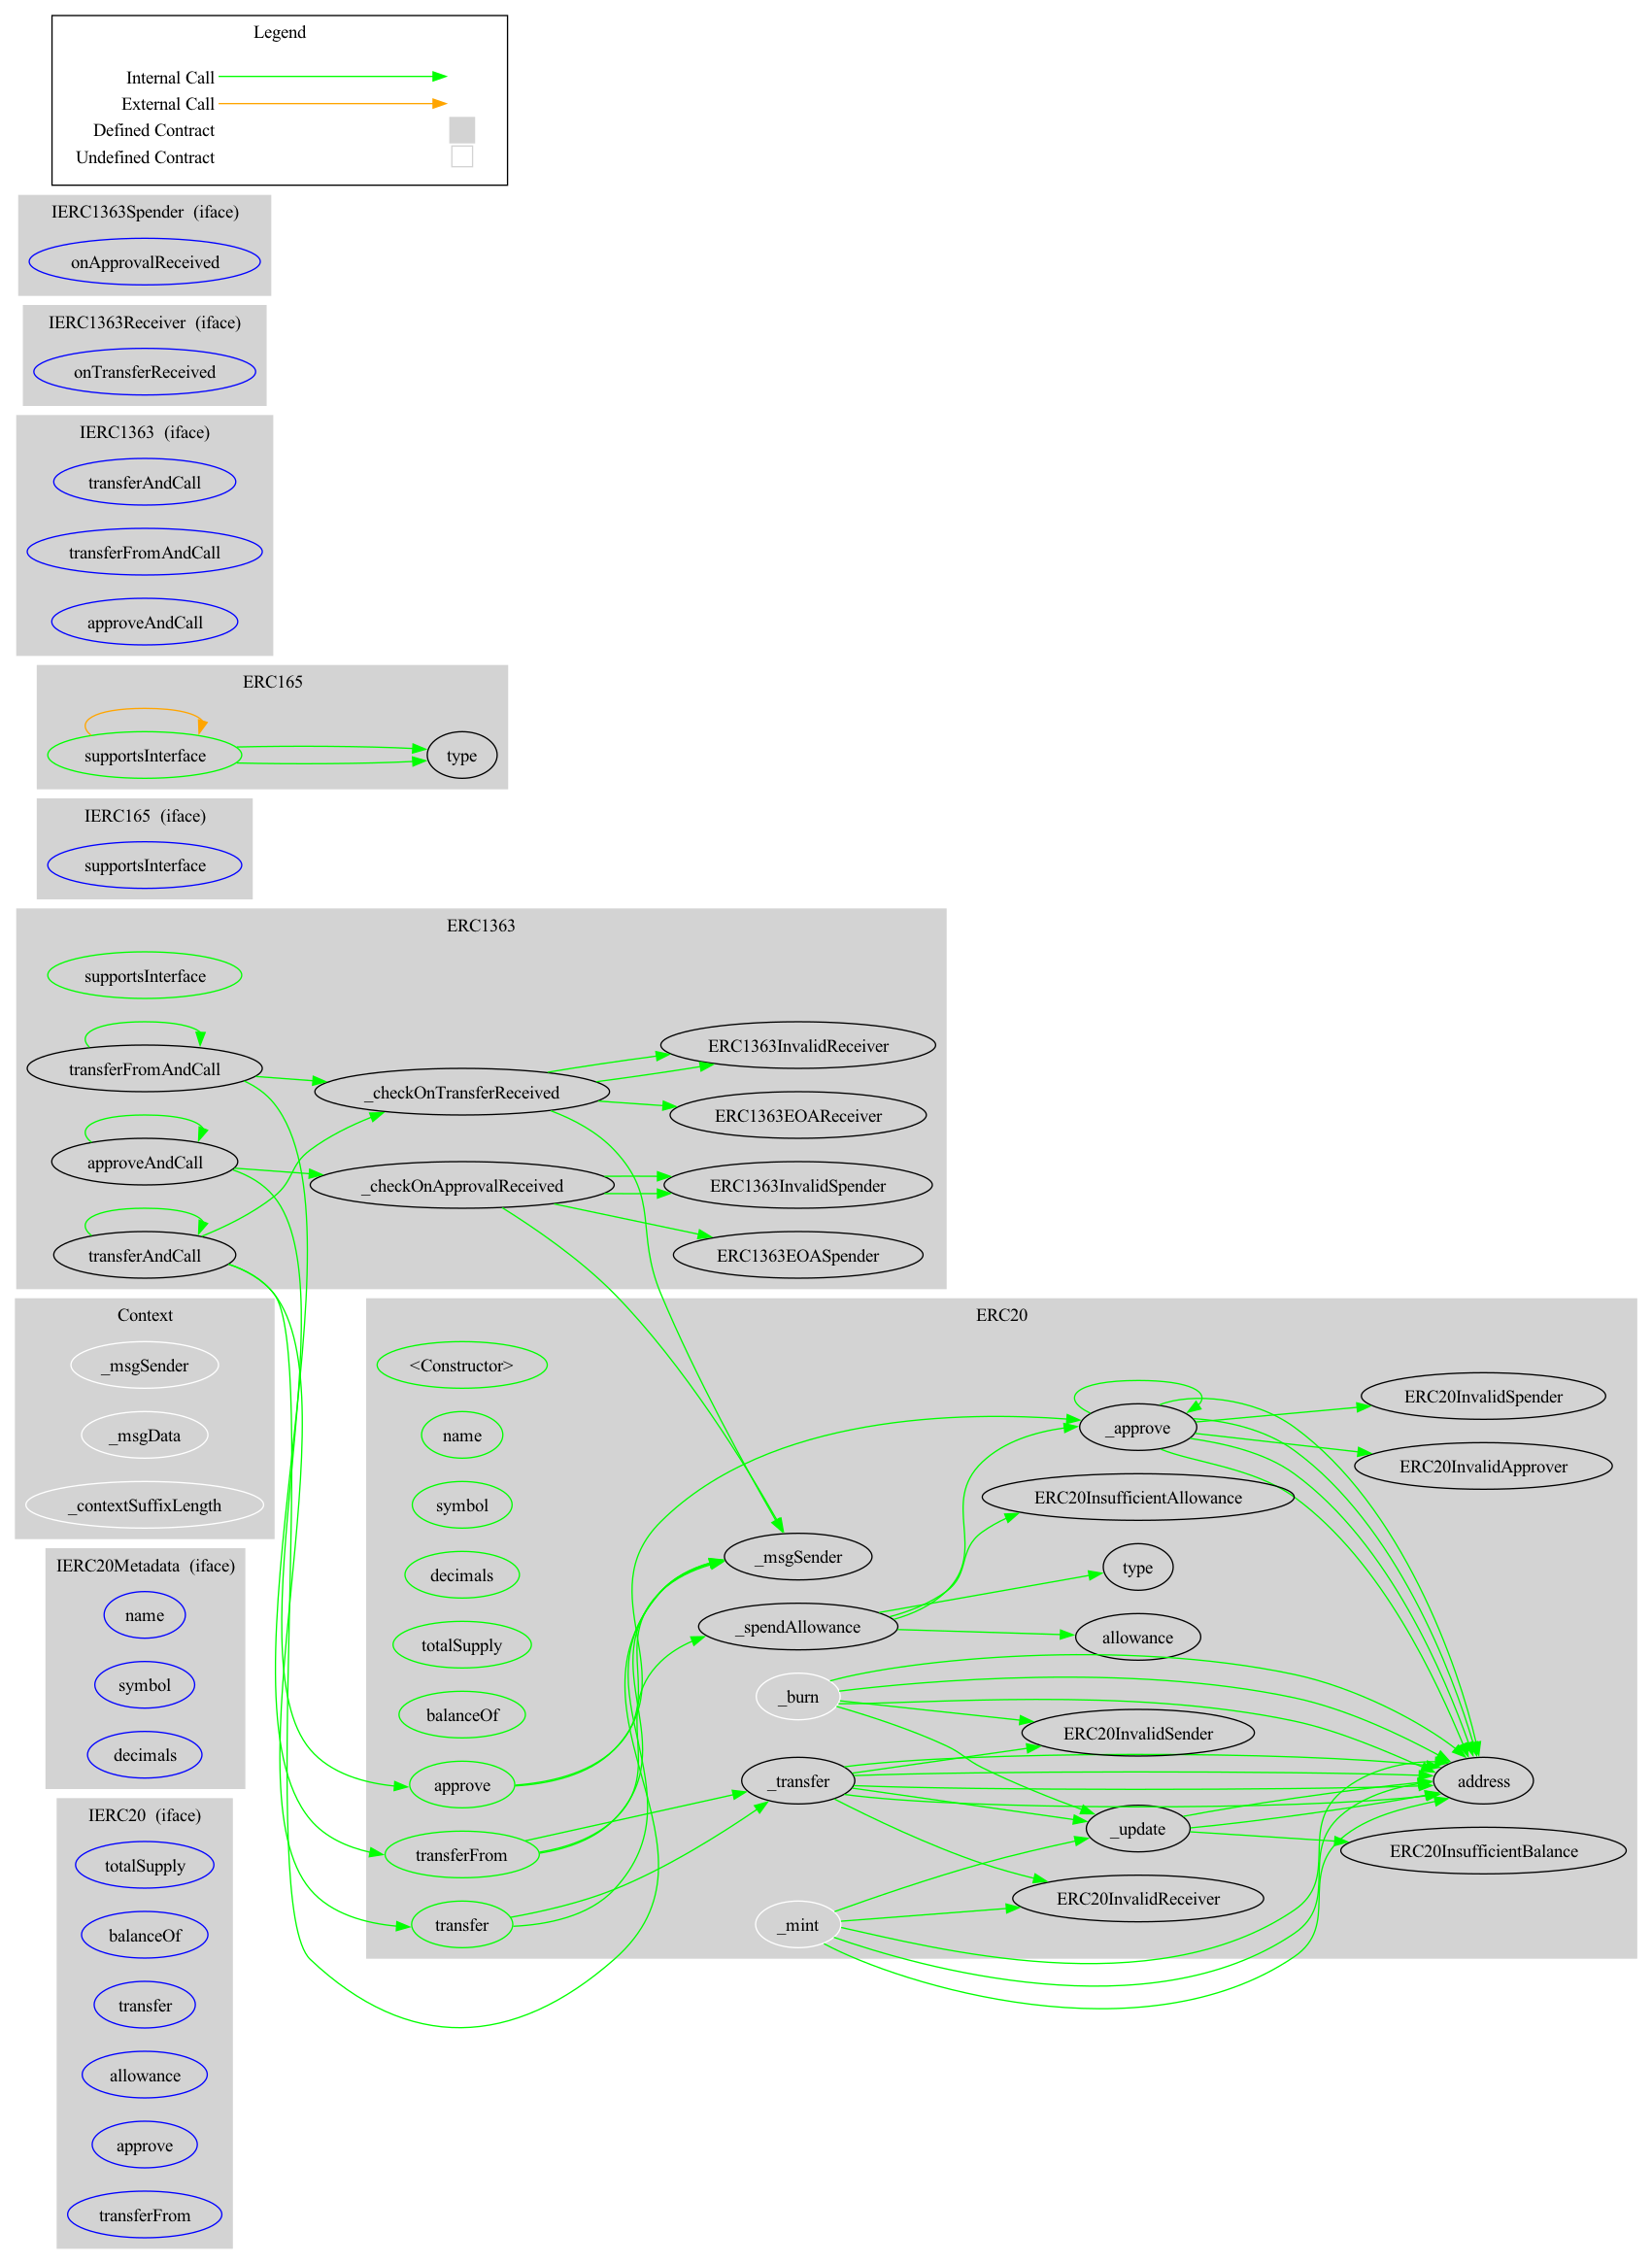 Legend
Internal Call
External Call
Defined Contract
Undefined Contract
IERC1363Spender (iface)
onApprovalReceived
IERC1363Receiver (iface)
onTransferReceived
IERC1363 (iface)
transferAndCall
transferFromAndCall
approveAndCall
ERC165
supportsInterface
type
IERC165 (iface)
supportsInterface
ERC1363
supportsInterface
transferFromAndCall
approveAndCall
transferAndCall
_checkOnTransferReceived
_checkOnApprovalReceived
ERC1363InvalidReceiver
ERC1363EOAReceiver
ERC1363InvalidSpender
ERC1363EOASpender
Context
_msgSender
_msgData
_contextSuffixLength
ERC20
<Constructor>
name
symbol
decimals
totalSupply
balanceOf
approve
transferFrom
transfer
_msgSender
_spendAllowance
_burn
_transfer
_mint
_approve
ERC20InsufficientAllowance
type
allowance
ERC20InvalidSender
_update
ERC20InvalidReceiver
ERC20InvalidSpender
ERC20InvalidApprover
address
ERC20InsufficientBalance
IERC20Metadata (iface)
name
symbol
decimals
IERC20 (iface)
totalSupply
balanceOf
transfer
allowance
approve
transferFrom